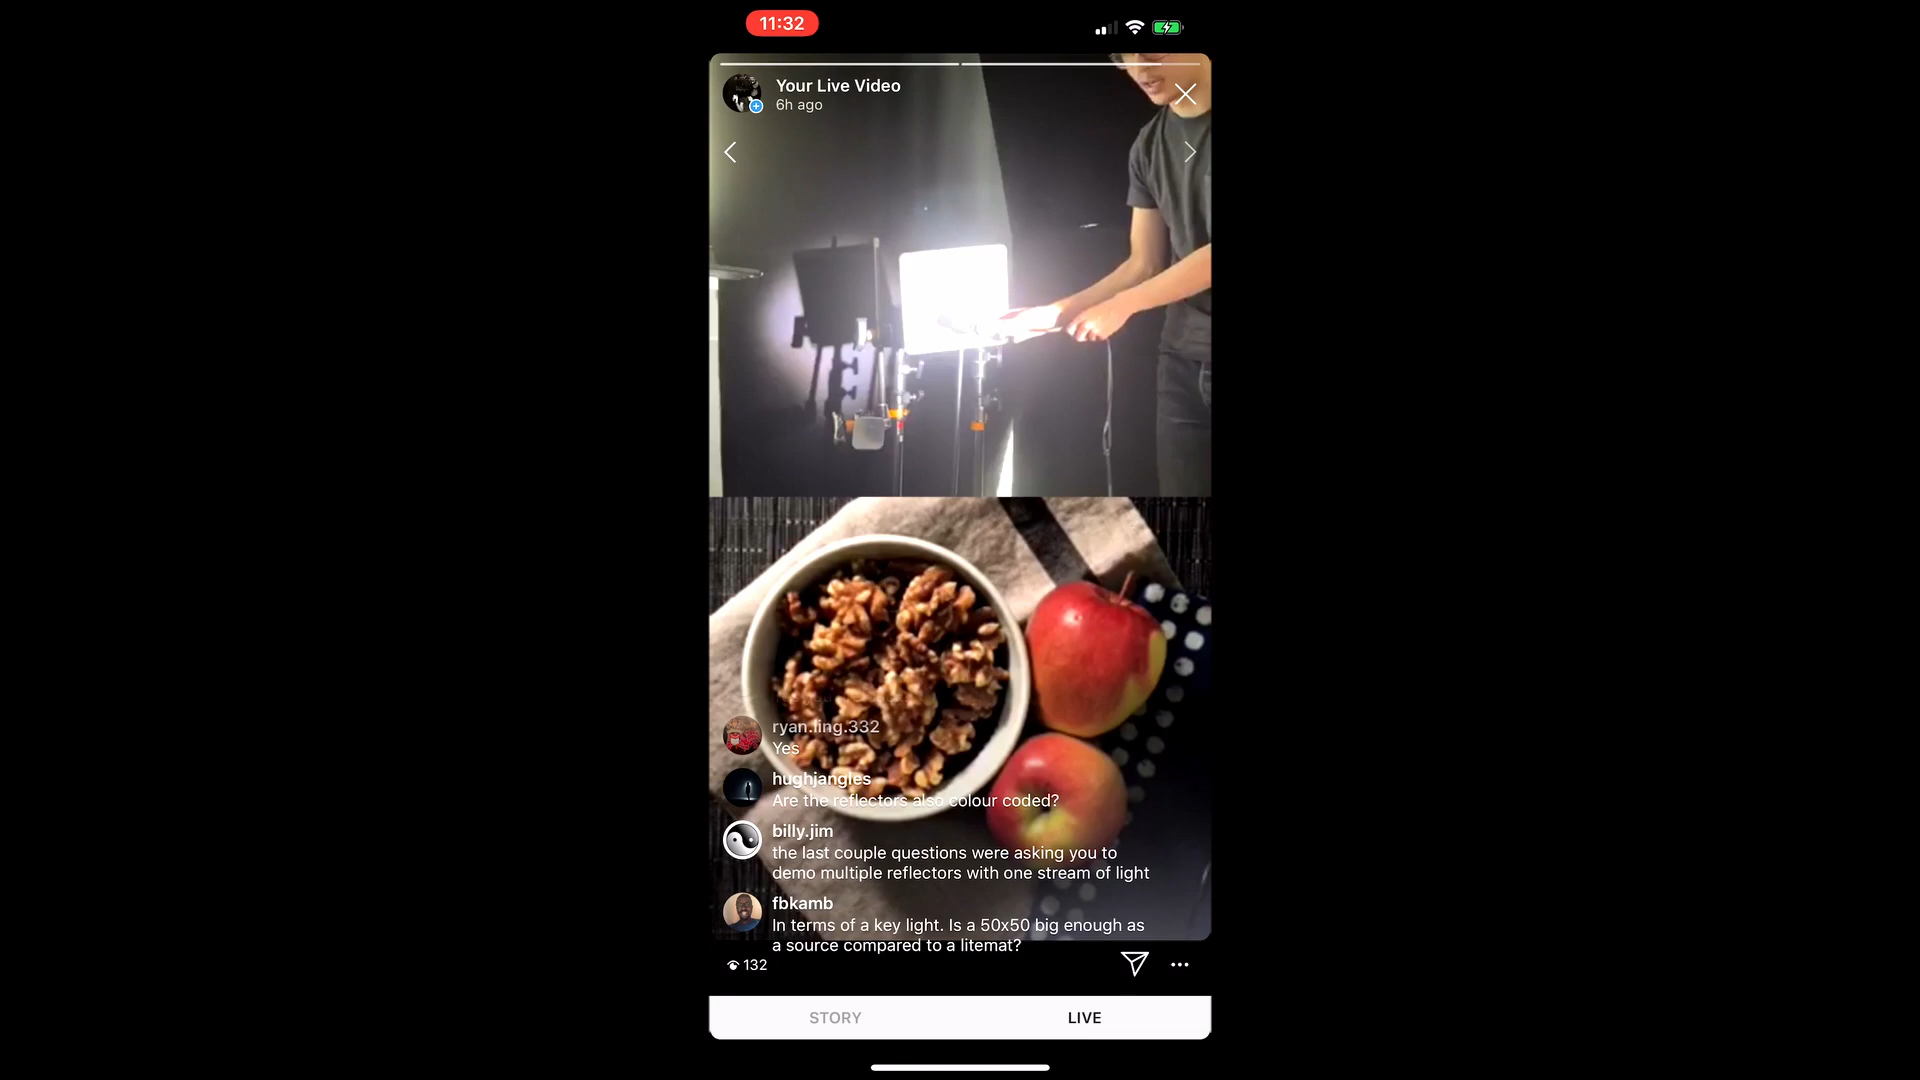 11:32
Your Live Video
6h ago
ryan.ling.332
Yes
hughjangles
Are the reflectors also colour coded?
billy.jim
the last couple questions were asking you to
demo multiple reflectors with one stream of light
fbkamb
In terms of a key light. Is a 50x50 big enough as
a source compared to a litemat?
132
STORY
LIVE